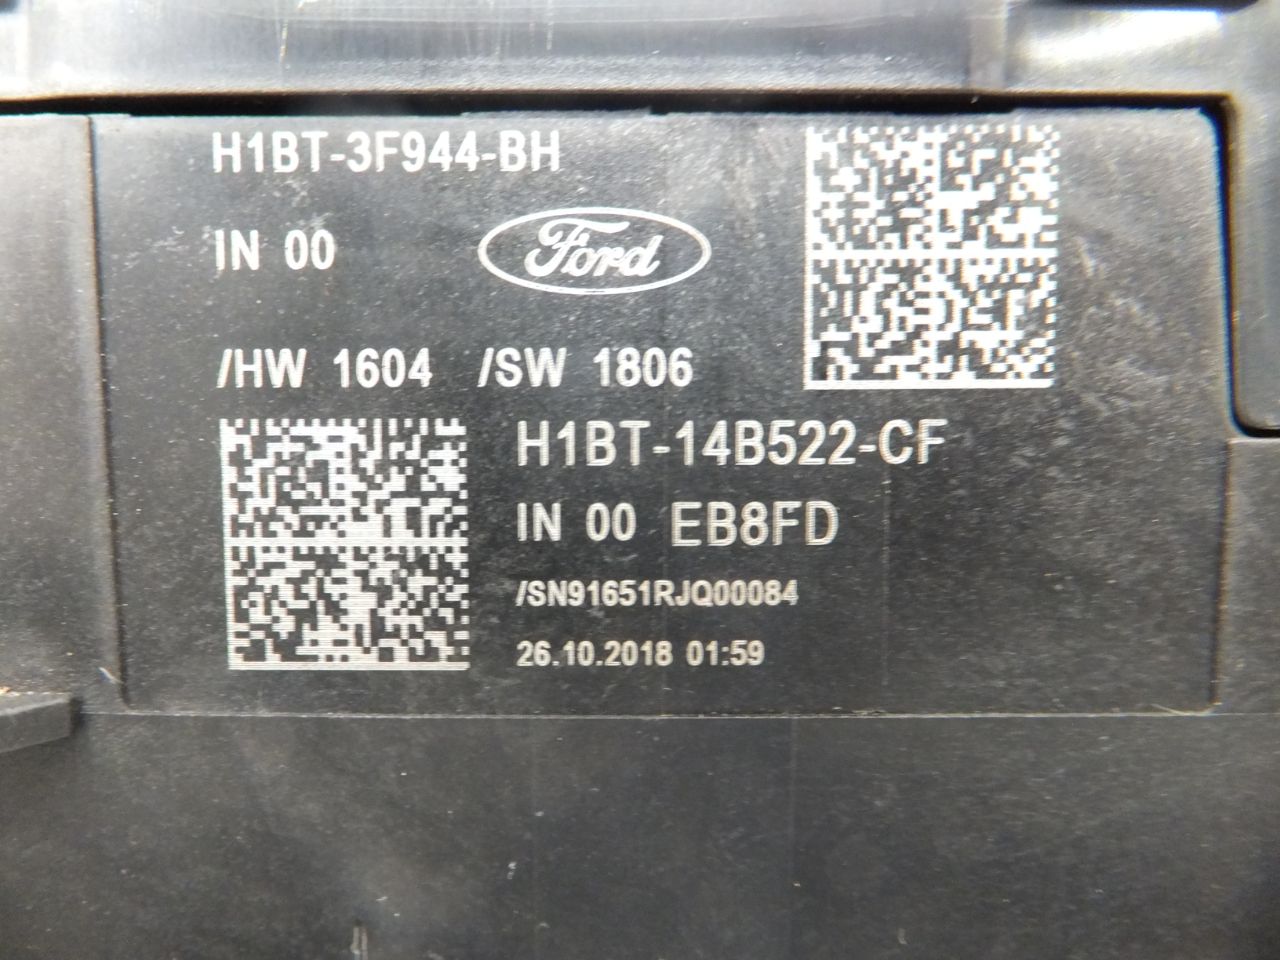 H1BT-3F944-BH
IN 00
Ford
/HW 1604 /SW 1806
H1BT-14B522-CF
IN 00 EB8FD
/SN91651RJQ00084
26.10.2018 01:59